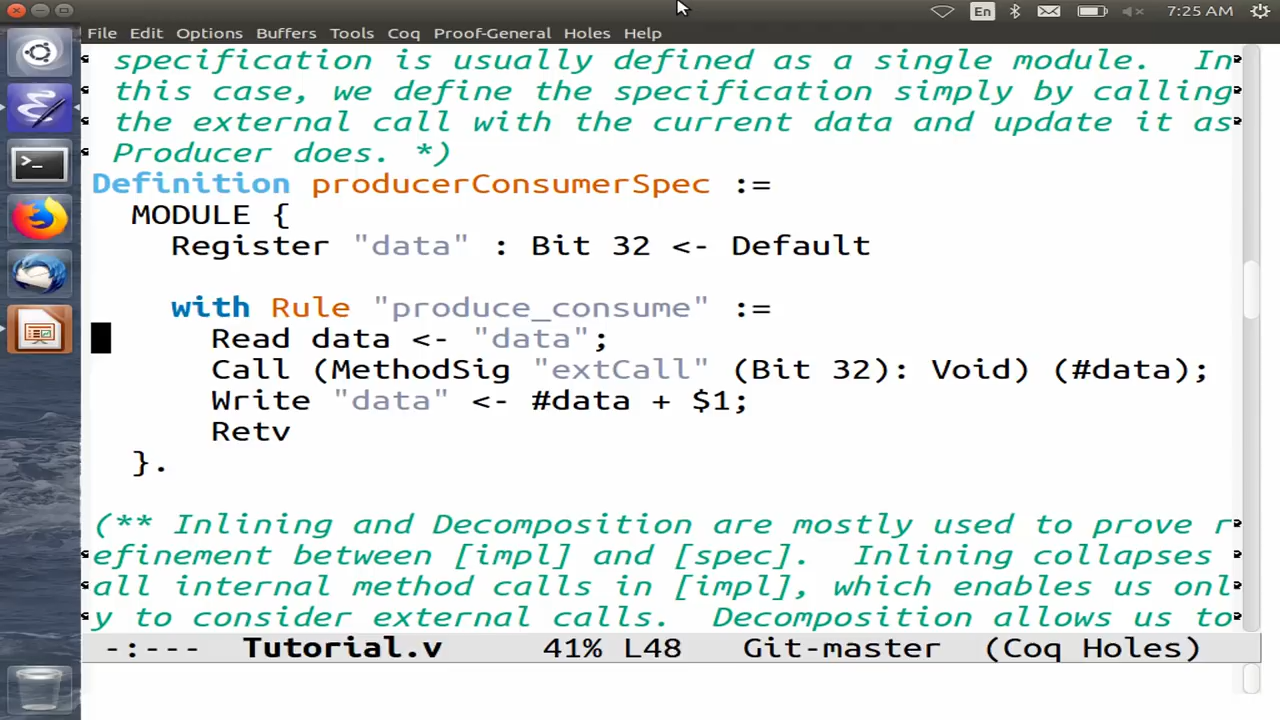 En
7:25 AM
File Edit Options Buffers Tools Coq Proof-General Holes Help
specification is usually defined as a single module.  In
this case, we define the specification simply by calling
the external call with the current data and update it as
Producer does. *)
Definition producerConsumerSpec :=
MODULE {
Register "data" : Bit 32 <- Default
with Rule "produce_consume" :=
Read data <- "data";
Call (MethodSig "extCall" (Bit 32): Void) (#data);
Write "data" <- #data + $1;
Retv
}.
(** Inlining and Decomposition are mostly used to prove r
efinement between [impl] and [spec].  Inlining collapses
all internal method calls in [impl], which enables us onl
y to consider external calls.  Decomposition allows us to
-:--- Tutorial.v 41% L48 Git-master (Coq Holes)